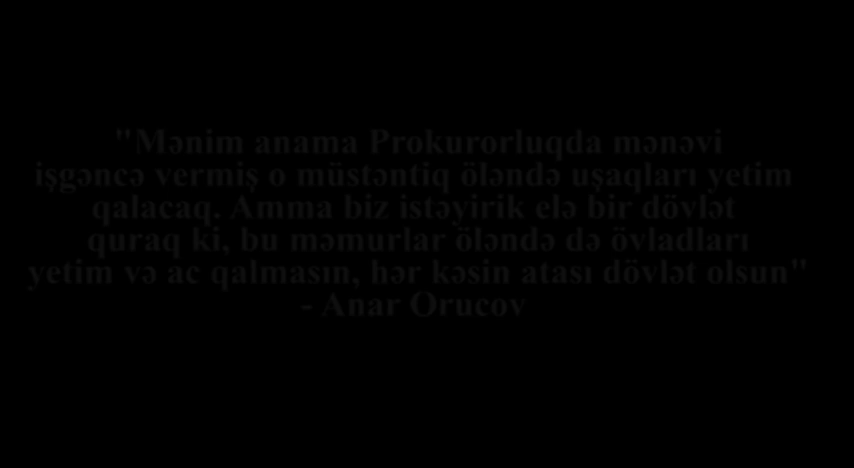 "Mənim anama Prokurorluqda mənəvi
işgəncə vermiş o müstəntiq öləndə uşaqları yetim
qalacaq. Amma biz istəyirik elə bir dövlət
quraq ki, bu məmurlar öləndə də övladları
yetim və ac qalmasın, hər kəsin atası dövlət olsun"
- Anar Orucov